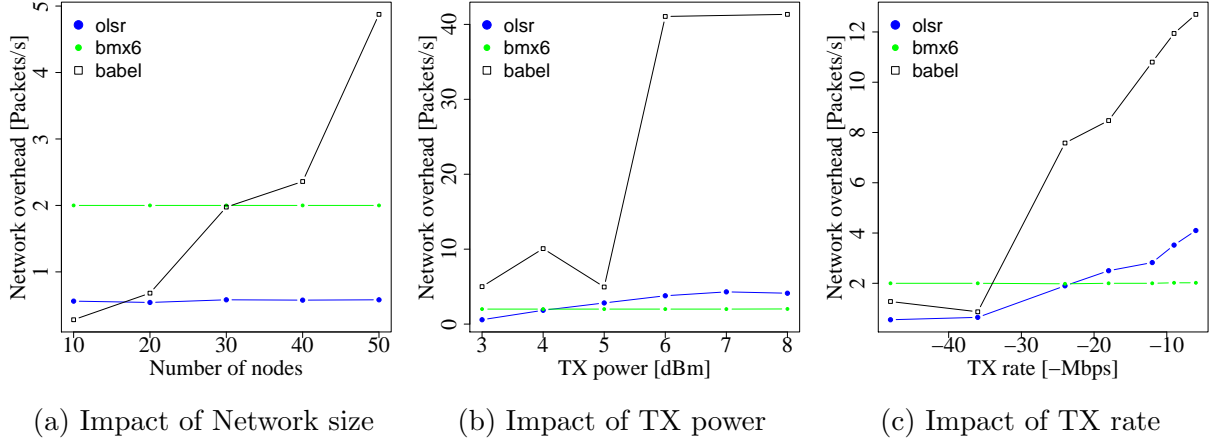 Network overhead [Packets/s]
1 2 3 4 5
olsr
bmx6
babel
10 20 30 40 50
Number of nodes
(a) Impact of Network size
Network overhead [Packets/s]
0 10 20 30 40
olsr
bmx6
babel
3 4 5 6 7 8
TX power [dBm]
(b) Impact of TX power
Network overhead [Packets/s]
2 4 6 8 10 12
olsr
bmx6
babel
−40 −30 −20 −10
TX rate [−Mbps]
(c) Impact of TX rate